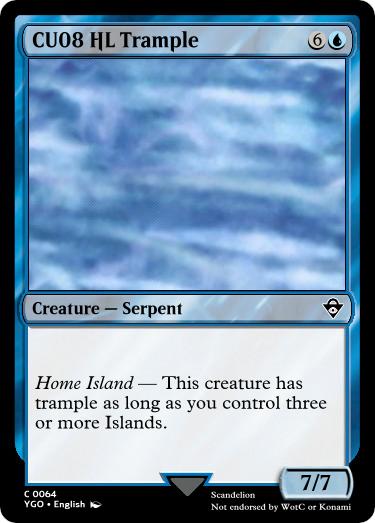 CU08 HL Trample 6
Creature — Serpent
Home Island — This creature has
trample as long as you control three
or more Islands.
7/7
C 0064
YGO • English
Scandelion
Not endorsed by WotC or Konami